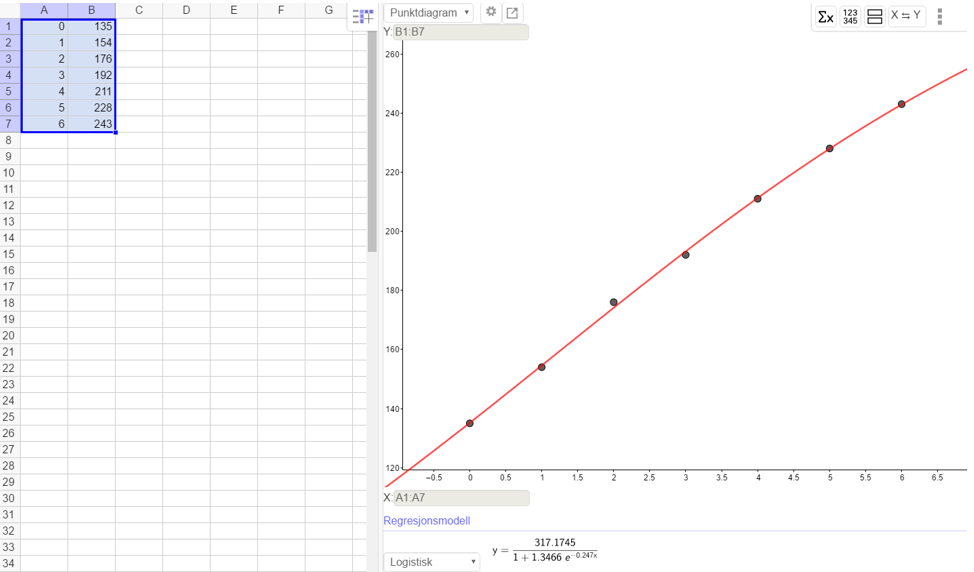 A B C D E F G
1 0 135
2 1 154
3 2 176
4 3 192
5 4 211
6 5 228
7 6 243
8
9
10
11
12
13
14
15
16
17
18
19
20
21
22
23
24
25
26
27
28
29
30
31
32
33
34
Punktdiagram
Σx 123 345 X ⇆ Y
Y: B1:B7
260
240
220
200
180
160
140
120
−0.5 0 0.5 1 1.5 2 2.5 3 3.5 4 4.5 5 5.5 6 6.5
X: A1:A7
Regresjonsmodell
Logistisk
y = 317.1745 / (1 + 1.3466 e^−0.247x)